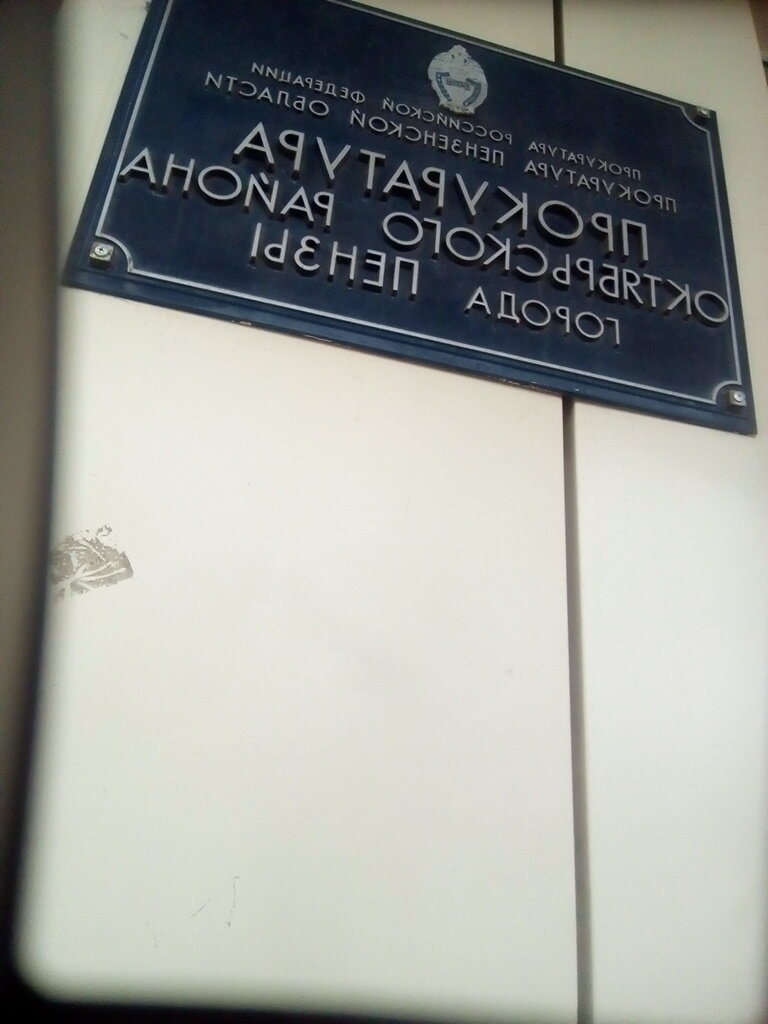 ПРОКУРАТУРА РОССИЙСКОЙ ФЕДЕРАЦИИ
ПРОКУРАТУРА ПЕНЗЕНСКОЙ ОБЛАСТИ
ПРОКУРАТУРА
ОКТЯБРЬСКОГО РАЙОНА
ГОРОДА ПЕНЗЫ